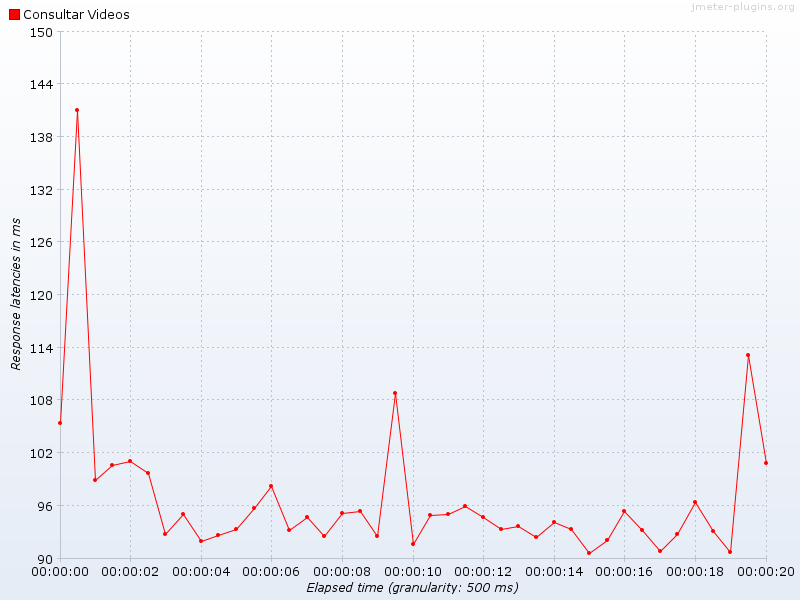 jmeter-plugins.org
Consultar Videos
150
144
138
132
126
120
114
108
102
96
90
Response latencies in ms
00:00:00 00:00:02 00:00:04 00:00:06 00:00:08 00:00:10 00:00:12 00:00:14 00:00:16 00:00:18 00:00:20
Elapsed time (granularity: 500 ms)